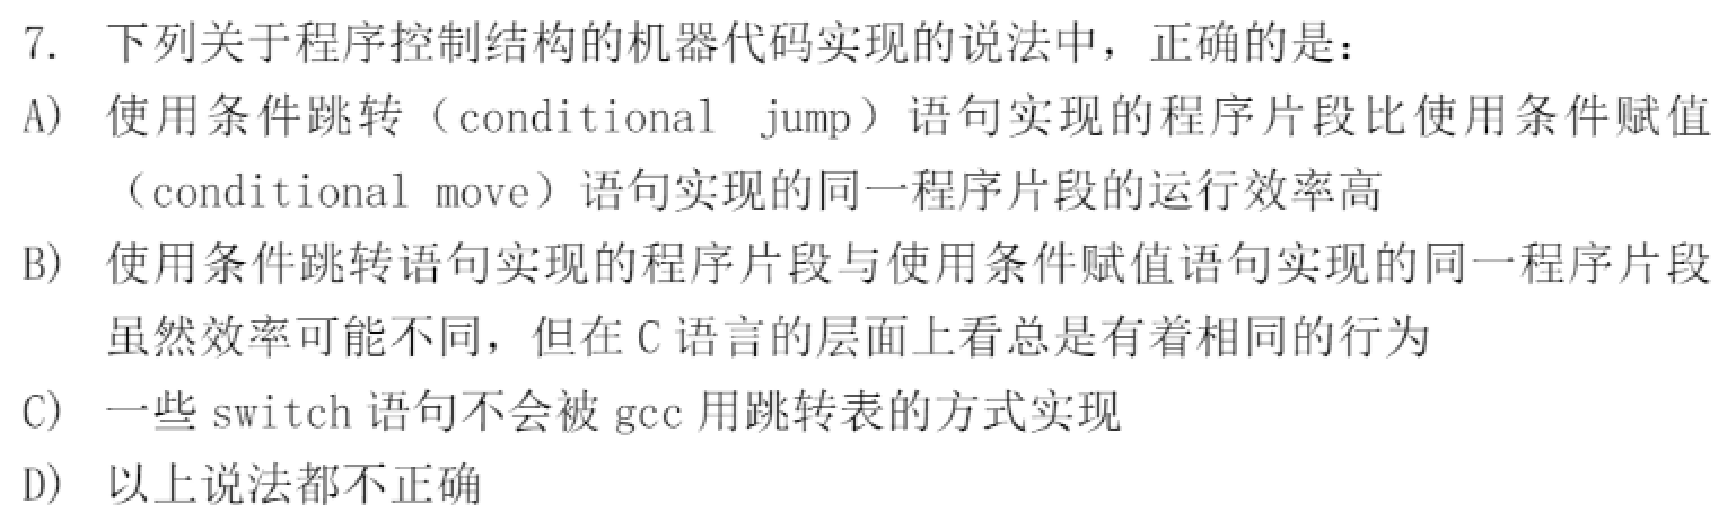 7. 下列关于程序控制结构的机器代码实现的说法中，正确的是：
A) 使用条件跳转（conditional jump）语句实现的程序片段比使用条件赋值
（conditional move）语句实现的同一程序片段的运行效率高
B) 使用条件跳转语句实现的程序片段与使用条件赋值语句实现的同一程序片段
虽然效率可能不同，但在 C 语言的层面上看总是有着相同的行为
C) 一些 switch 语句不会被 gcc 用跳转表的方式实现
D) 以上说法都不正确